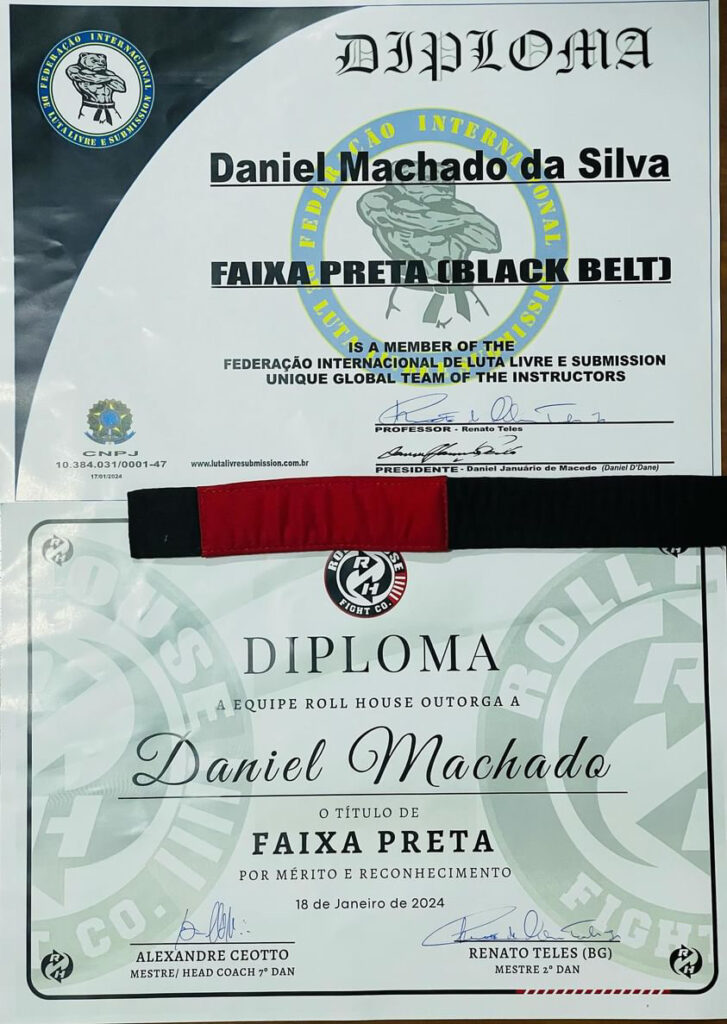 FEDERAÇÃO INTERNACIONAL
DE LUTA LIVRE E SUBMISSION
DIPLOMA
Daniel Machado da Silva
FAIXA PRETA (BLACK BELT)
IS A MEMBER OF THE
FEDERAÇÃO INTERNACIONAL DE LUTA LIVRE E SUBMISSION
UNIQUE GLOBAL TEAM OF THE INSTRUCTORS
PROFESSOR - Renato Teles
CNPJ
10.384.031/0001-47
17/01/2024
www.lutalivresubmission.com.br
PRESIDENTE - Daniel Januário de Macedo (Daniel D'Dane)
RH
FIGHT CO.
DIPLOMA
A EQUIPE ROLL HOUSE OUTORGA A
Daniel Machado
O TÍTULO DE
FAIXA PRETA
POR MÉRITO E RECONHECIMENTO
18 de Janeiro de 2024
ALEXANDRE CEOTTO
MESTRE/ HEAD COACH 7° DAN
RENATO TELES (BG)
MESTRE 2° DAN